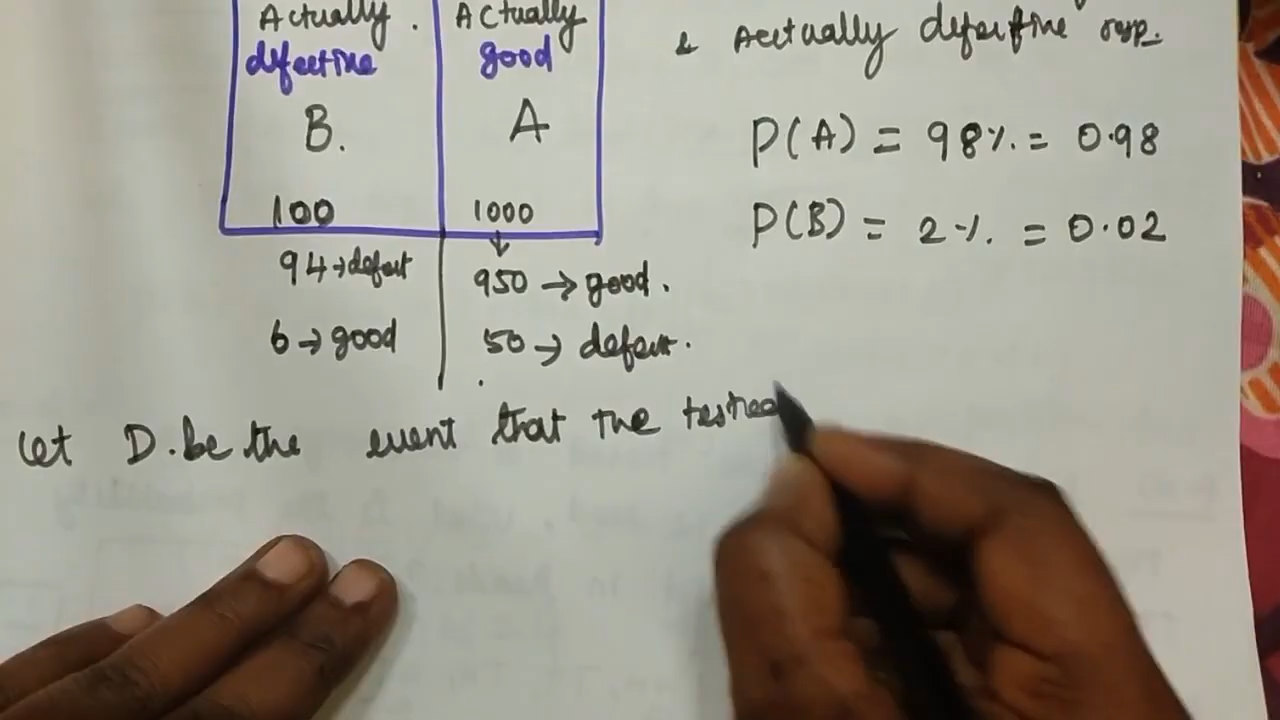 Actually.
Actually
defective
good
B.
A
100
1000
94→defect
950 → good.
6→ good
50→ defect.
& Actually defective resp.
P(A) = 98%. = 0.98
P(B) = 2%. = 0.02
Let D.be the event that the tested